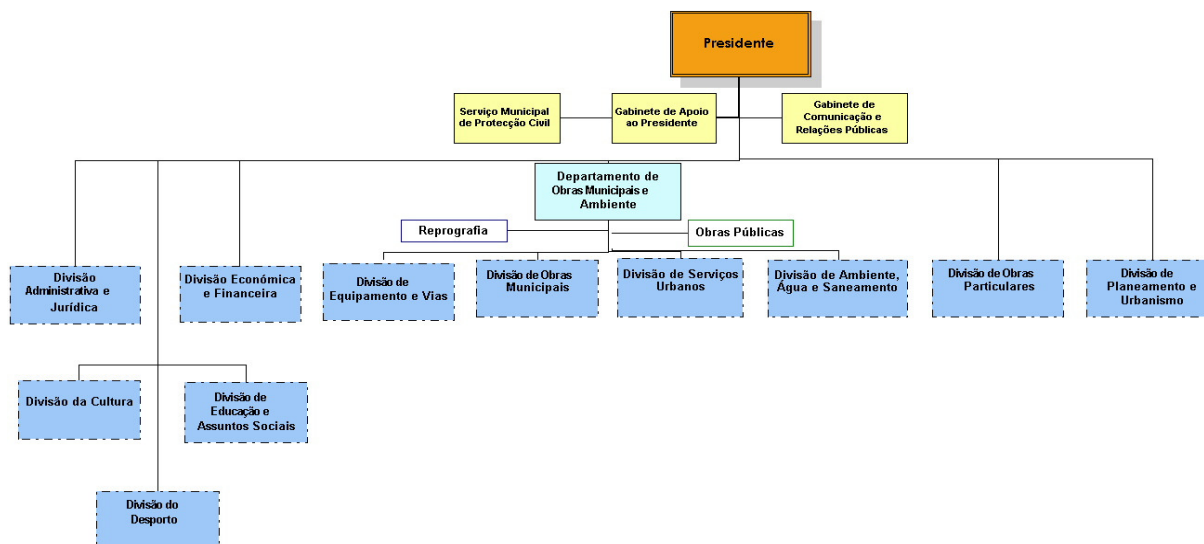 Presidente
Serviço Municipal
de Protecção Civil
Gabinete de Apoio
ao Presidente
Gabinete de
Comunicação e
Relações Públicas
Departamento de
Obras Municipais e
Ambiente
Reprografia
Obras Públicas
Divisão
Administrativa e
Jurídica
Divisão Económica
e Financeira
Divisão de
Equipamento e Vias
Divisão de Obras
Municipais
Divisão de Serviços
Urbanos
Divisão de Ambiente,
Água e Saneamento
Divisão de Obras
Particulares
Divisão de
Planeamento e
Urbanismo
Divisão da Cultura
Divisão de
Educação e
Assuntos Sociais
Divisão do
Desporto